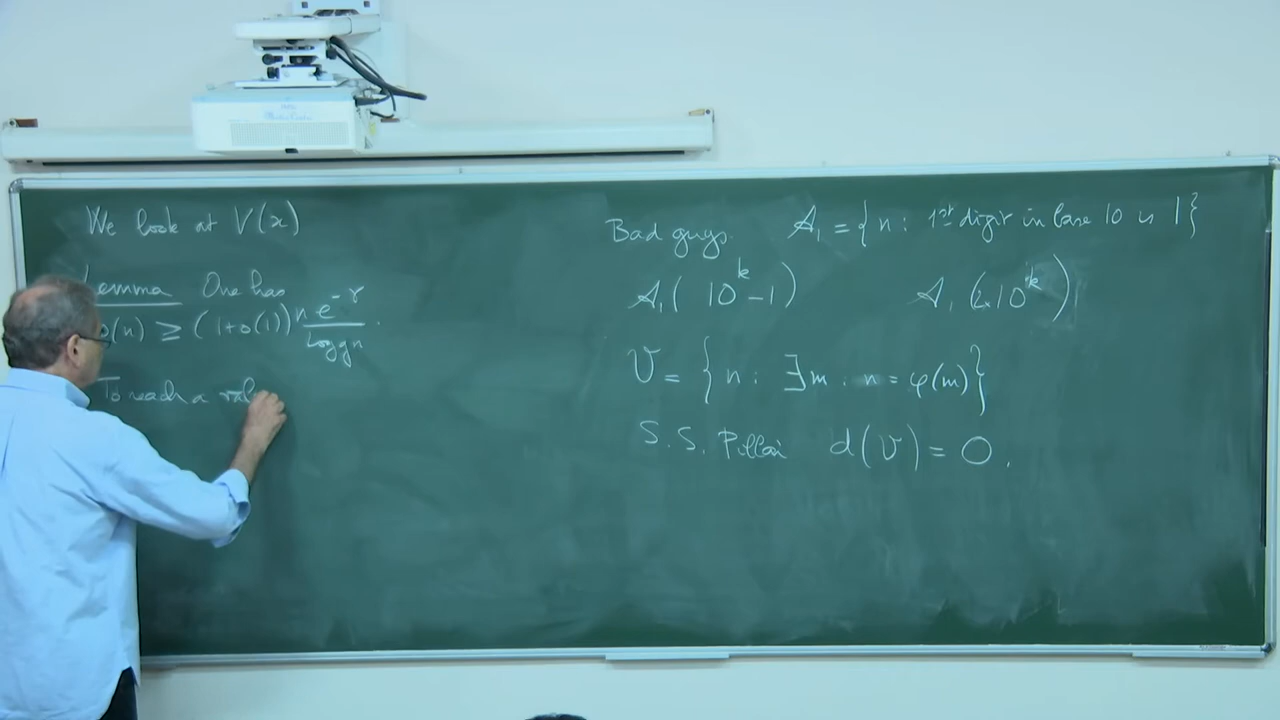 We look at V(x)
Lemma One has
φ(n) ≥ (1+o(1)) n e^{-γ} / loglog n.
To reach a val
Bad guys. A₁ = {n : 1st digit in base 10 is 1}
A₁(10^k - 1) A₁(2×10^k)
V = {n : ∃m : n = φ(m)}
S.S. Pillai d(V) = 0.